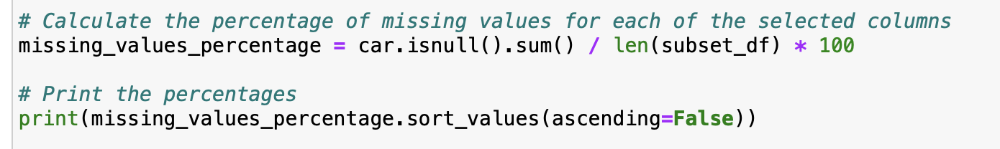 # Calculate the percentage of missing values for each of the selected columns
missing_values_percentage = car.isnull().sum() / len(subset_df) * 100
# Print the percentages
print(missing_values_percentage.sort_values(ascending=False))